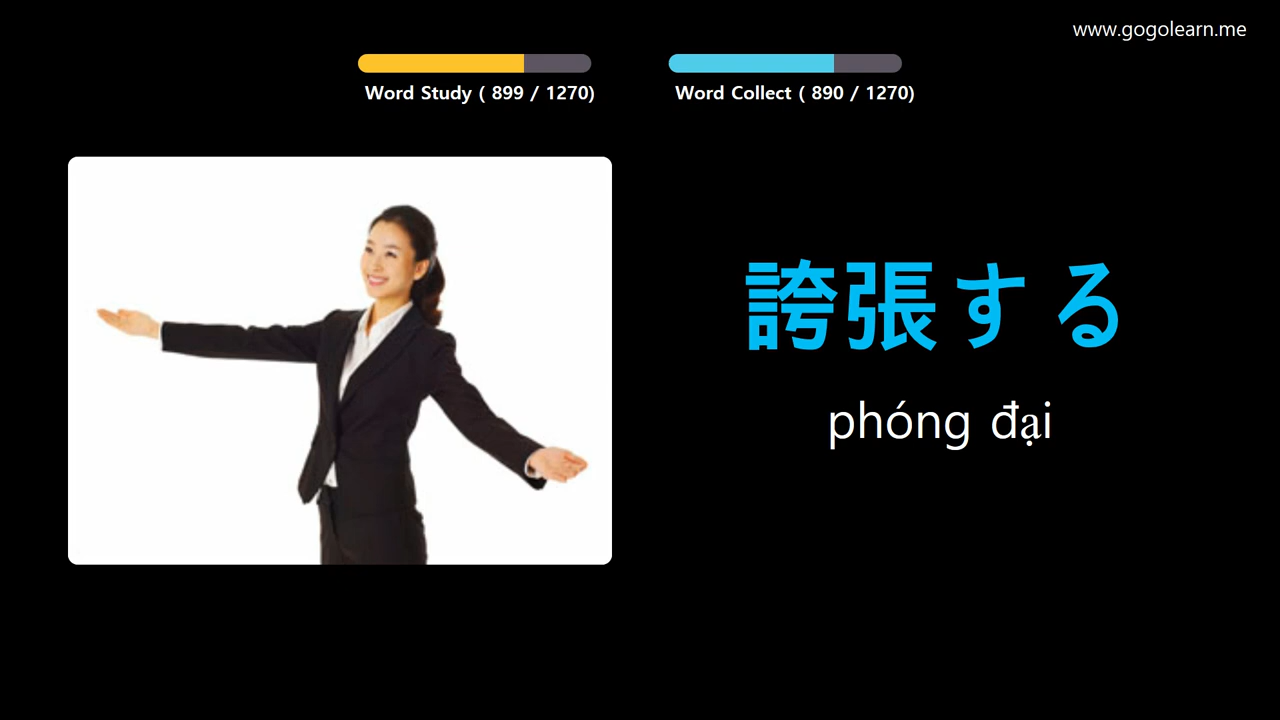 www.gogolearn.me
Word Study ( 899 / 1270)
Word Collect ( 890 / 1270)
誇張する
phóng đại